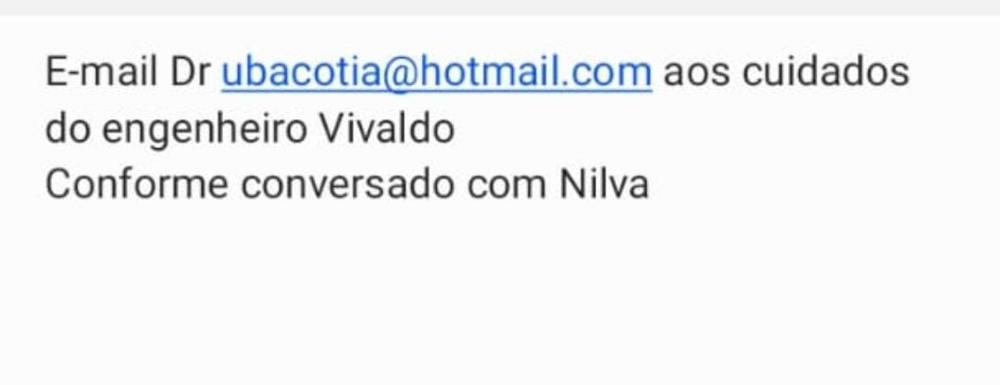 E-mail Dr ubacotia@hotmail.com aos cuidados
do engenheiro Vivaldo
Conforme conversado com Nilva